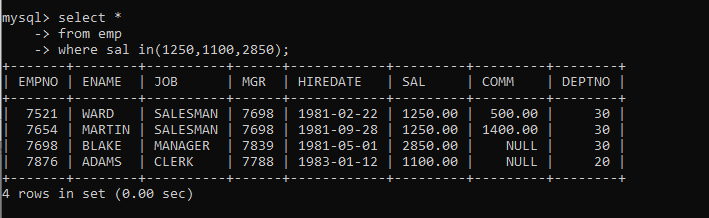 mysql> select *
    -> from emp
    -> where sal in(1250,1100,2850);
+-------+--------+----------+------+------------+---------+---------+--------+
| EMPNO | ENAME  | JOB      | MGR  | HIREDATE   | SAL     | COMM    | DEPTNO |
+-------+--------+----------+------+------------+---------+---------+--------+
|  7521 | WARD   | SALESMAN | 7698 | 1981-02-22 | 1250.00 |  500.00 |     30 |
|  7654 | MARTIN | SALESMAN | 7698 | 1981-09-28 | 1250.00 | 1400.00 |     30 |
|  7698 | BLAKE  | MANAGER  | 7839 | 1981-05-01 | 2850.00 |    NULL |     30 |
|  7876 | ADAMS  | CLERK    | 7788 | 1983-01-12 | 1100.00 |    NULL |     20 |
+-------+--------+----------+------+------------+---------+---------+--------+
4 rows in set (0.00 sec)